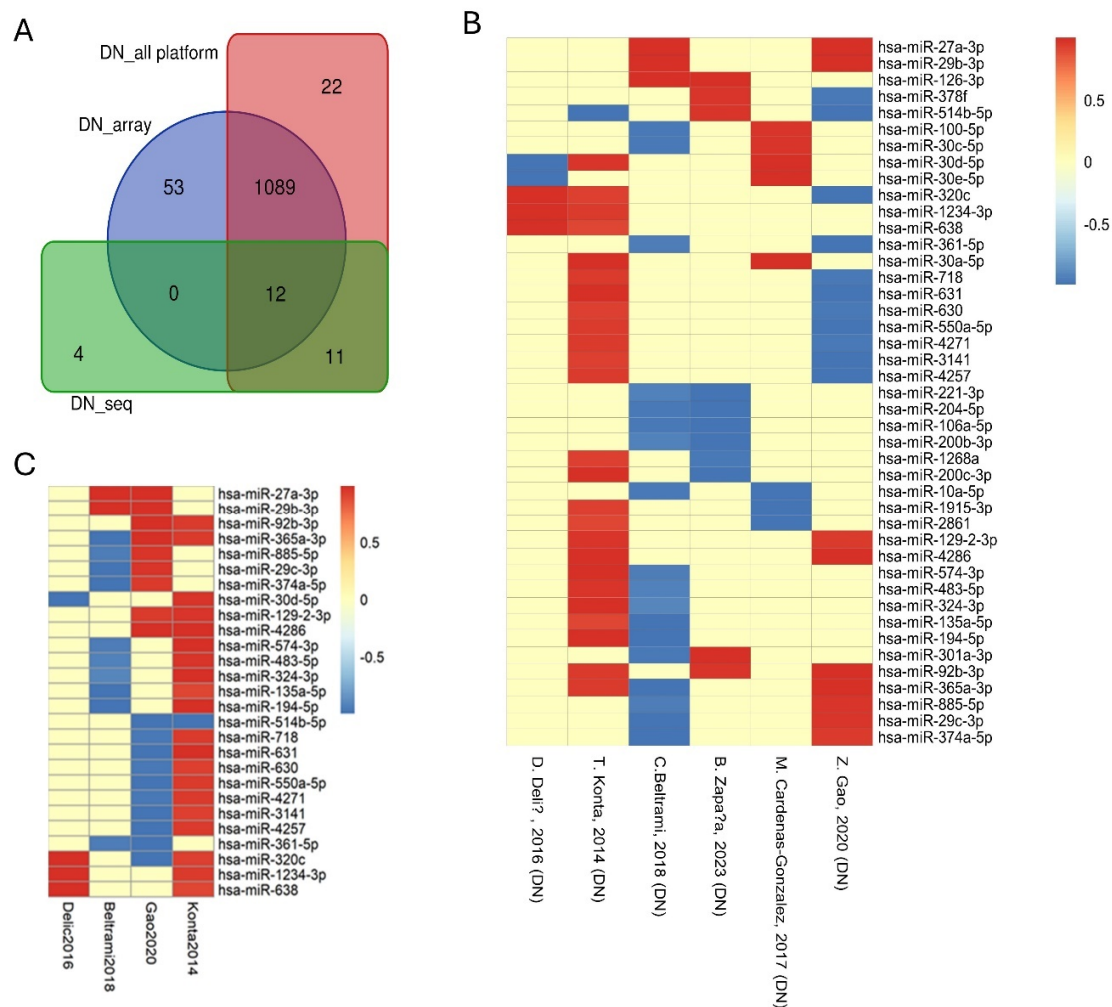 A
DN_all platform
22
DN_array
53
1089
0
12
4
11
DN_seq
B
hsa-miR-27a-3p
hsa-miR-29b-3p
hsa-miR-126-3p
hsa-miR-378f
hsa-miR-514b-5p
hsa-miR-100-5p
hsa-miR-30c-5p
hsa-miR-30d-5p
hsa-miR-30e-5p
hsa-miR-320c
hsa-miR-1234-3p
hsa-miR-638
hsa-miR-361-5p
hsa-miR-30a-5p
hsa-miR-718
hsa-miR-631
hsa-miR-630
hsa-miR-550a-5p
hsa-miR-4271
hsa-miR-3141
hsa-miR-4257
hsa-miR-221-3p
hsa-miR-204-5p
hsa-miR-106a-5p
hsa-miR-200b-3p
hsa-miR-1268a
hsa-miR-200c-3p
hsa-miR-10a-5p
hsa-miR-1915-3p
hsa-miR-2861
hsa-miR-129-2-3p
hsa-miR-4286
hsa-miR-574-3p
hsa-miR-483-5p
hsa-miR-324-3p
hsa-miR-135a-5p
hsa-miR-194-5p
hsa-miR-301a-3p
hsa-miR-92b-3p
hsa-miR-365a-3p
hsa-miR-885-5p
hsa-miR-29c-3p
hsa-miR-374a-5p
0.5
0
-0.5
D. Deli? , 2016 (DN)
T. Konta, 2014 (DN)
C.Beltrami, 2018 (DN)
B. Zapa?a, 2023 (DN)
M. Cardenas-Gonzalez, 2017 (DN)
Z. Gao, 2020 (DN)
C
hsa-miR-27a-3p
hsa-miR-29b-3p
hsa-miR-92b-3p
hsa-miR-365a-3p
hsa-miR-885-5p
hsa-miR-29c-3p
hsa-miR-374a-5p
hsa-miR-30d-5p
hsa-miR-129-2-3p
hsa-miR-4286
hsa-miR-574-3p
hsa-miR-483-5p
hsa-miR-324-3p
hsa-miR-135a-5p
hsa-miR-194-5p
hsa-miR-514b-5p
hsa-miR-718
hsa-miR-631
hsa-miR-630
hsa-miR-550a-5p
hsa-miR-4271
hsa-miR-3141
hsa-miR-4257
hsa-miR-361-5p
hsa-miR-320c
hsa-miR-1234-3p
hsa-miR-638
0.5
0
-0.5
Delic2016
Beltrami2018
Gao2020
Konta2014